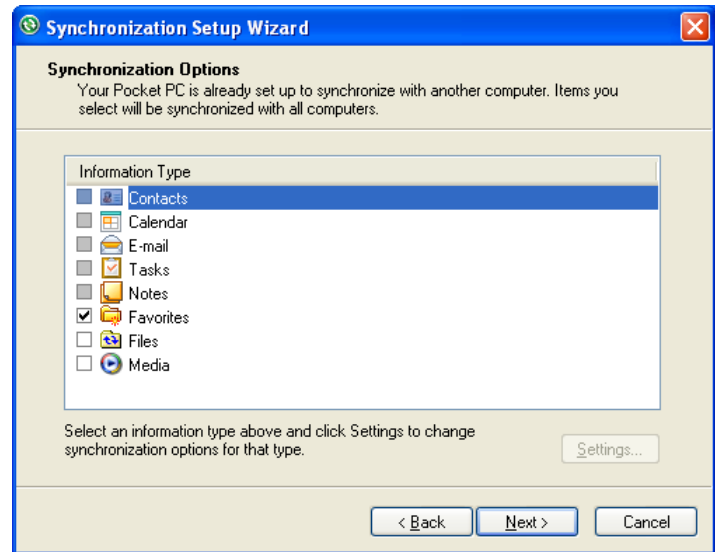 Synchronization Setup Wizard
Synchronization Options
Your Pocket PC is already set up to synchronize with another computer. Items you
select will be synchronized with all computers.
Information Type
Contacts
Calendar
E-mail
Tasks
Notes
Favorites
Files
Media
Select an information type above and click Settings to change
synchronization options for that type.
Settings...
< Back
Next >
Cancel